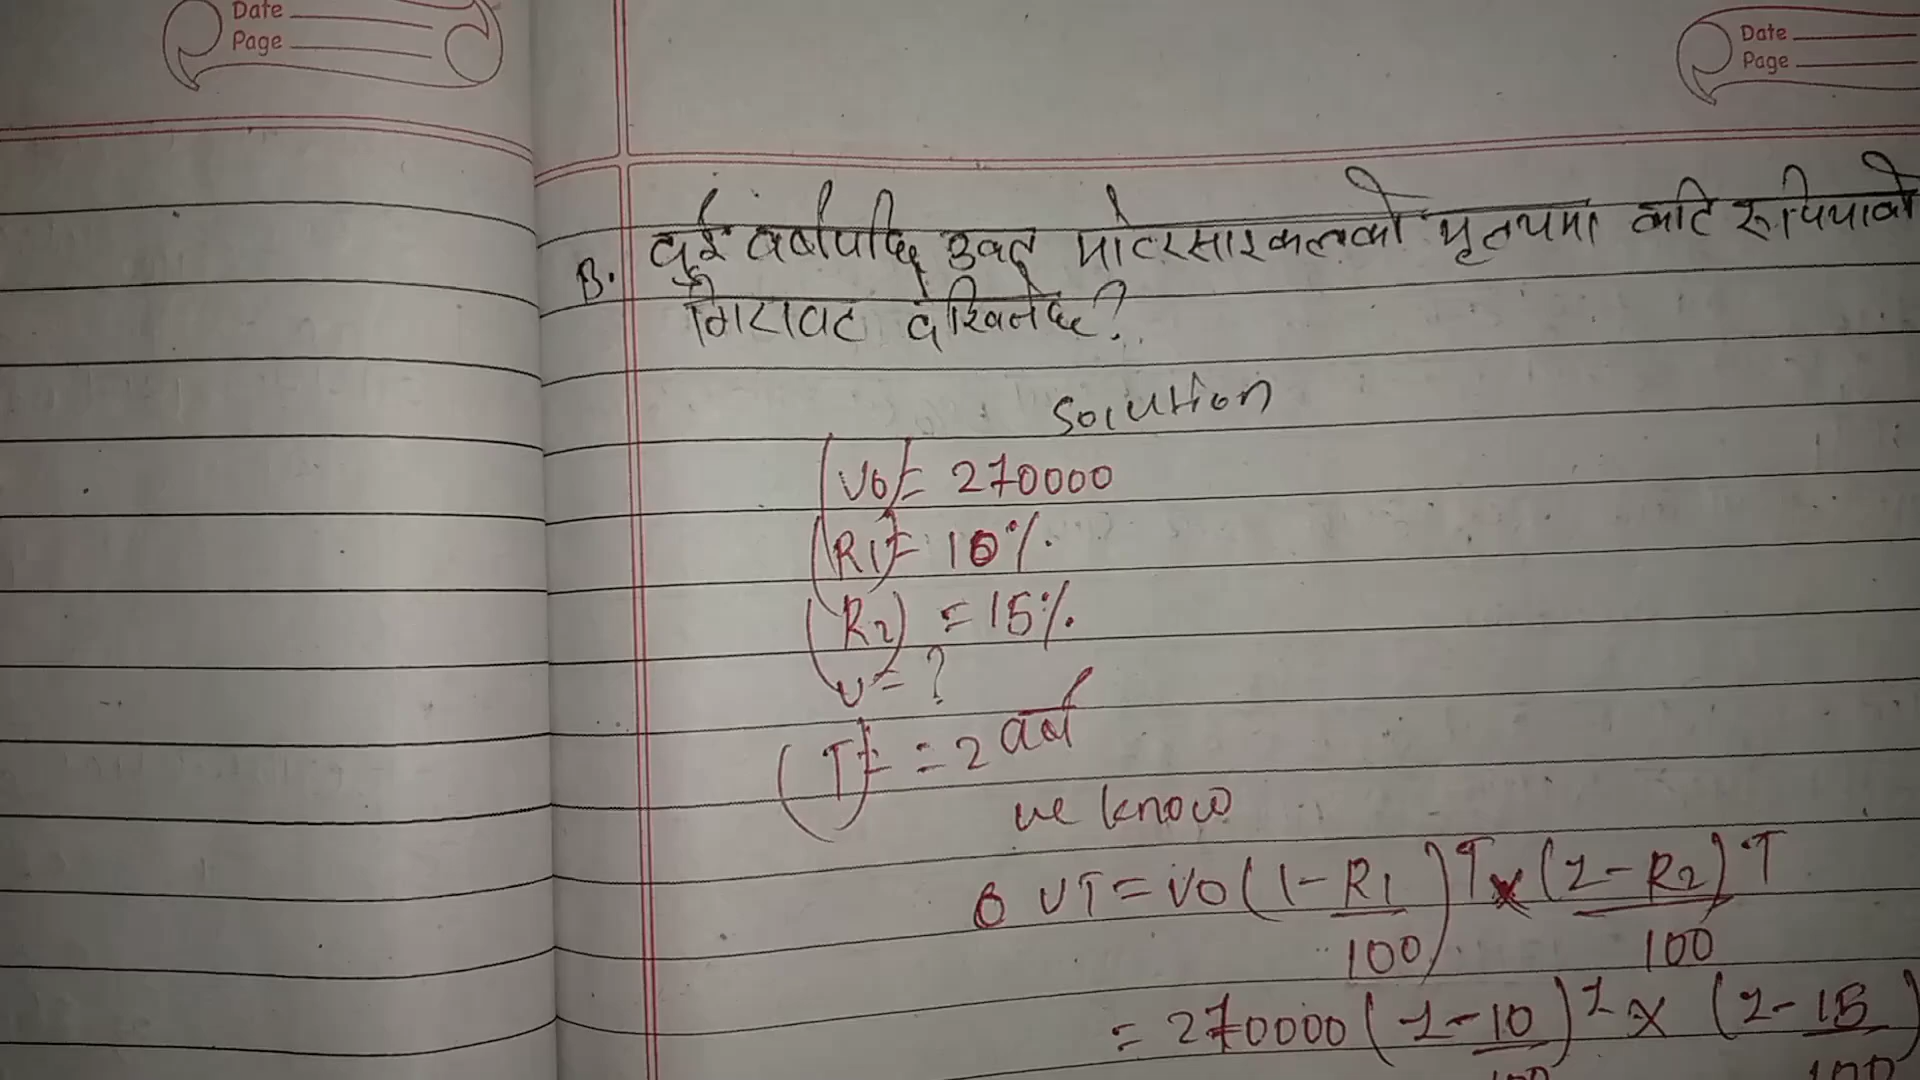 Date
Page
Date
Page
B. दुई वर्षपछि उक्त मोटरसाइकलको मूल्यमा कति रूपियाको
गिरावट देखिनेछ?
Solution
(V0) = 270000
(R1) = 10%.
(R2) = 15%.
V = ?
(T) = 2 वर्ष
we know
VT = V0 (1 - R1/100)T x (1 - R2/100)T
= 270000 (1 - 10/100)1 x (1 - 15/100)